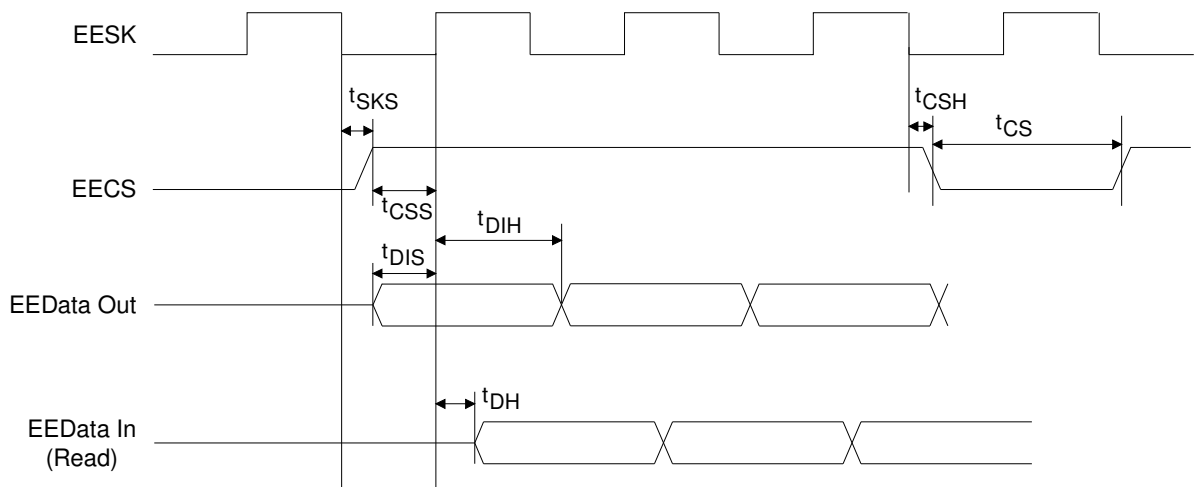 EESK
tSKS
tCSH
tCS
EECS
tCSS
tDIH
tDIS
EEData Out
tDH
EEData In
(Read)